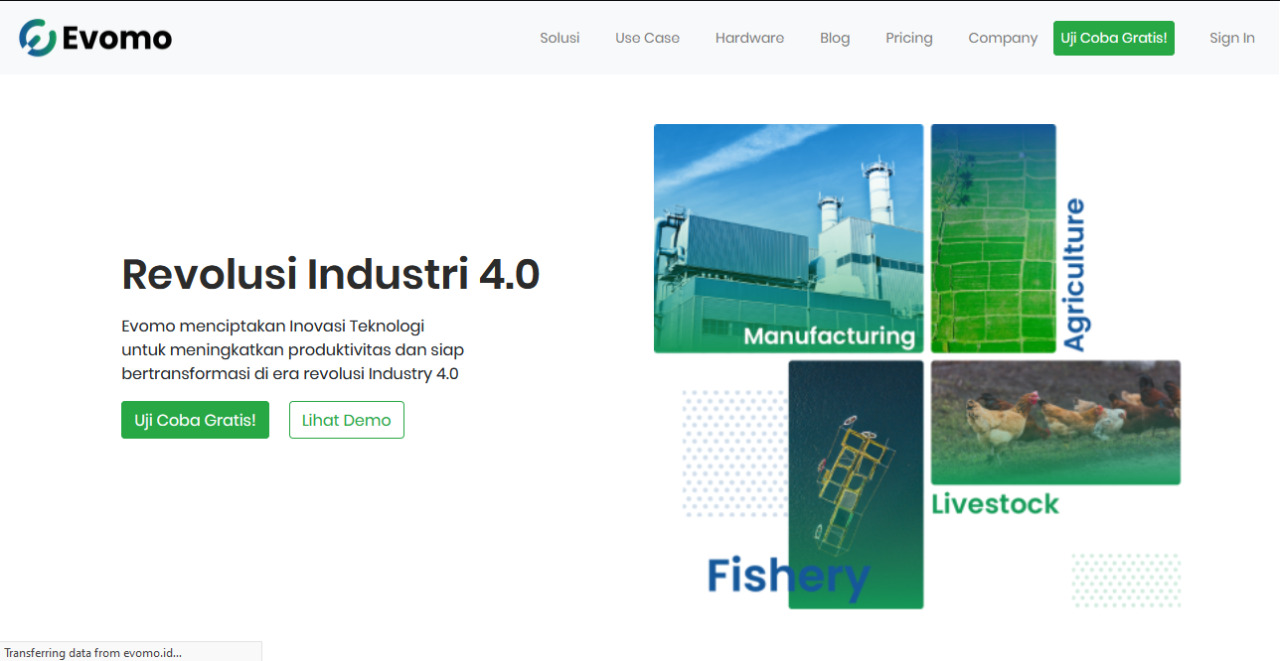 Evomo
Solusi
Use Case
Hardware
Blog
Pricing
Company
Uji Coba Gratis!
Sign In
Revolusi Industri 4.0
Evomo menciptakan Inovasi Teknologi
untuk meningkatkan produktivitas dan siap
bertransformasi di era revolusi Industry 4.0
Uji Coba Gratis!
Lihat Demo
Manufacturing
Agriculture
Livestock
Fishery
Transferring data from evomo.id...